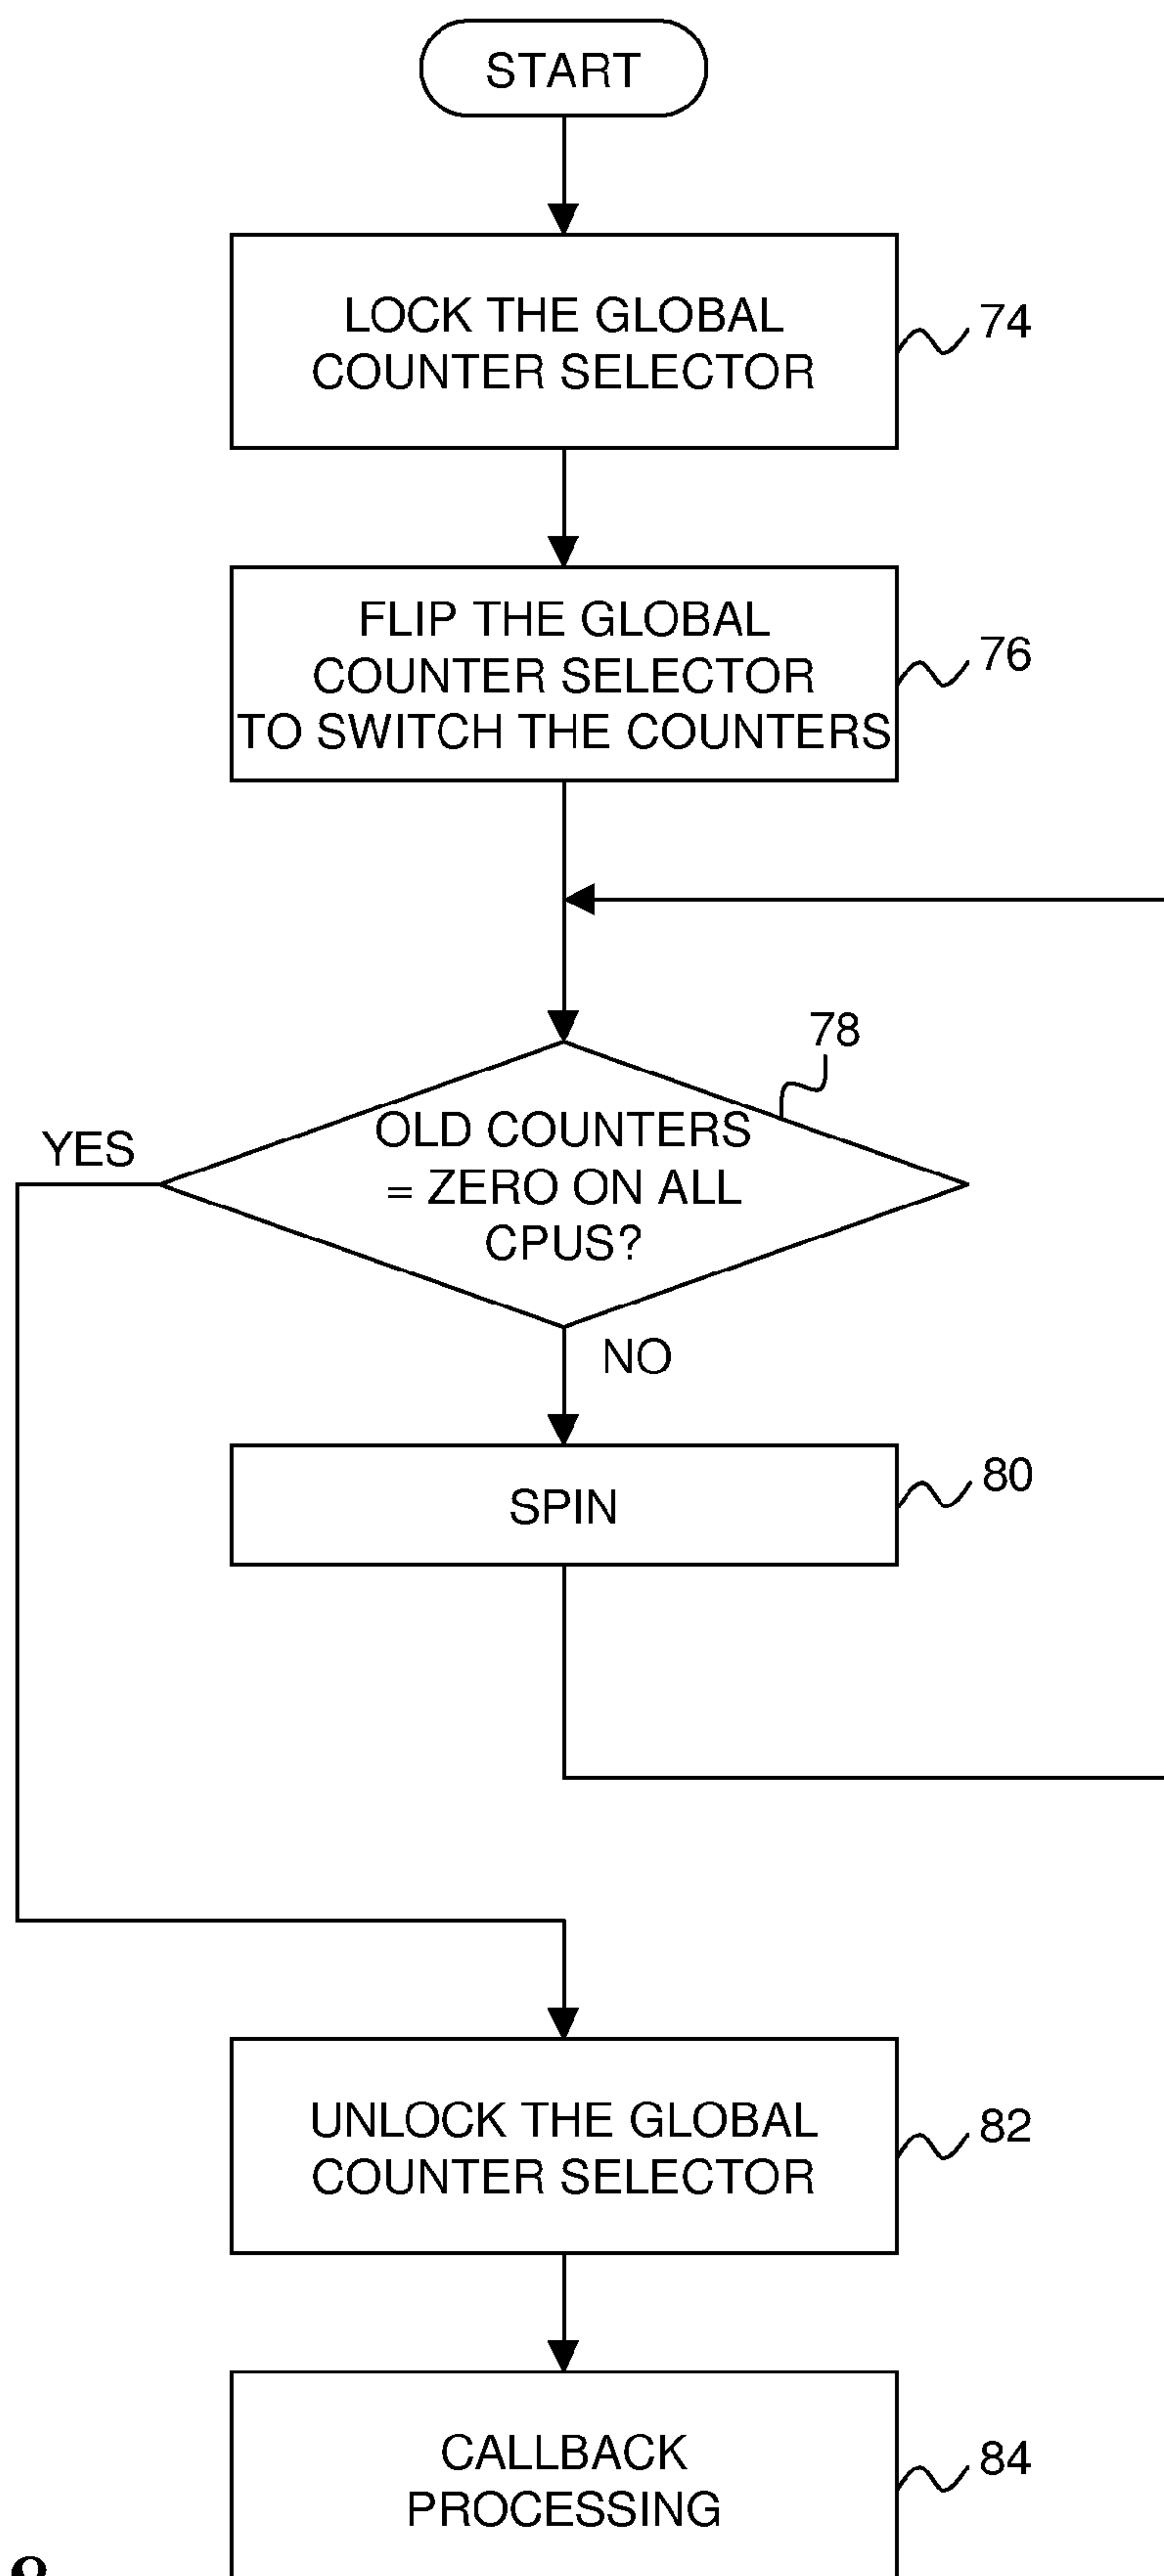 START
LOCK THE GLOBAL
COUNTER SELECTOR
74
FLIP THE GLOBAL
COUNTER SELECTOR
TO SWITCH THE COUNTERS
76
78
OLD COUNTERS
= ZERO ON ALL
CPUS?
YES
NO
SPIN
80
UNLOCK THE GLOBAL
COUNTER SELECTOR
82
CALLBACK
PROCESSING
84